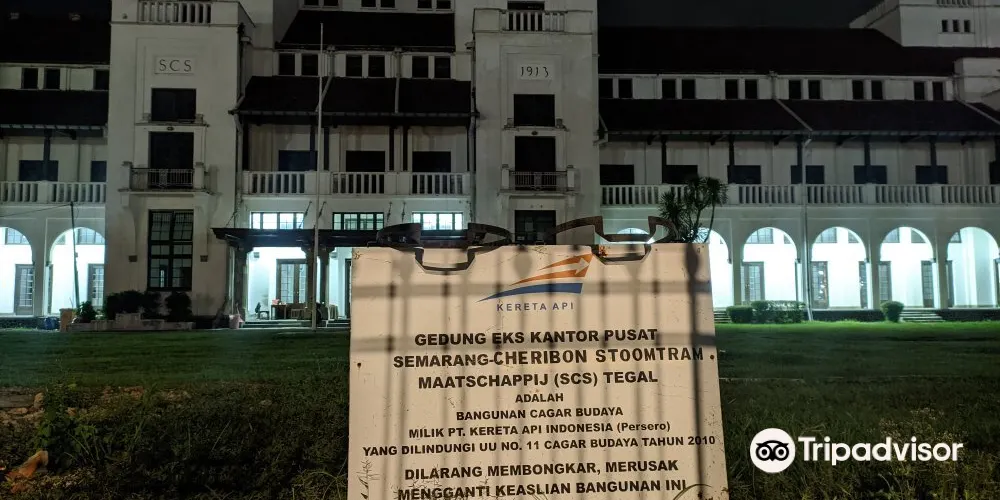 SCS
1913
KERETA API
GEDUNG EKS KANTOR PUSAT
SEMARANG-CHERIBON STOOMTRAM
MAATSCHAPPIJ (SCS) TEGAL
ADALAH
BANGUNAN CAGAR BUDAYA
MILIK PT. KERETA API INDONESIA (Persero)
YANG DILINDUNGI UU NO. 11 CAGAR BUDAYA TAHUN 2010
DILARANG MEMBONGKAR, MERUSAK
MENGGANTI KEASLIAN BANGUNAN INI
Tripadvisor